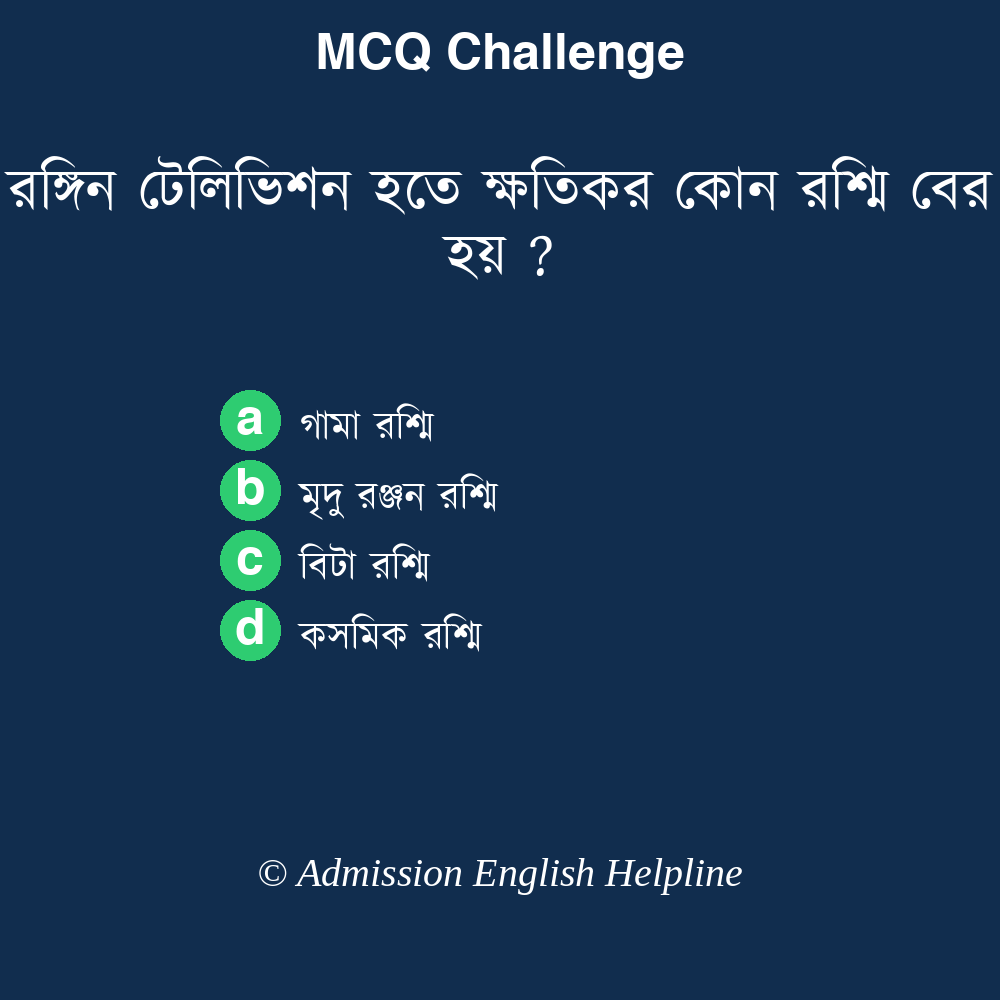 MCQ Challenge
রঙ্গিন টেলিভিশন হতে ক্ষতিকর কোন রশ্মি বের
হয় ?
a গামা রশ্মি
b মৃদু রঞ্জন রশ্মি
c বিটা রশ্মি
d কসমিক রশ্মি
© Admission English Helpline